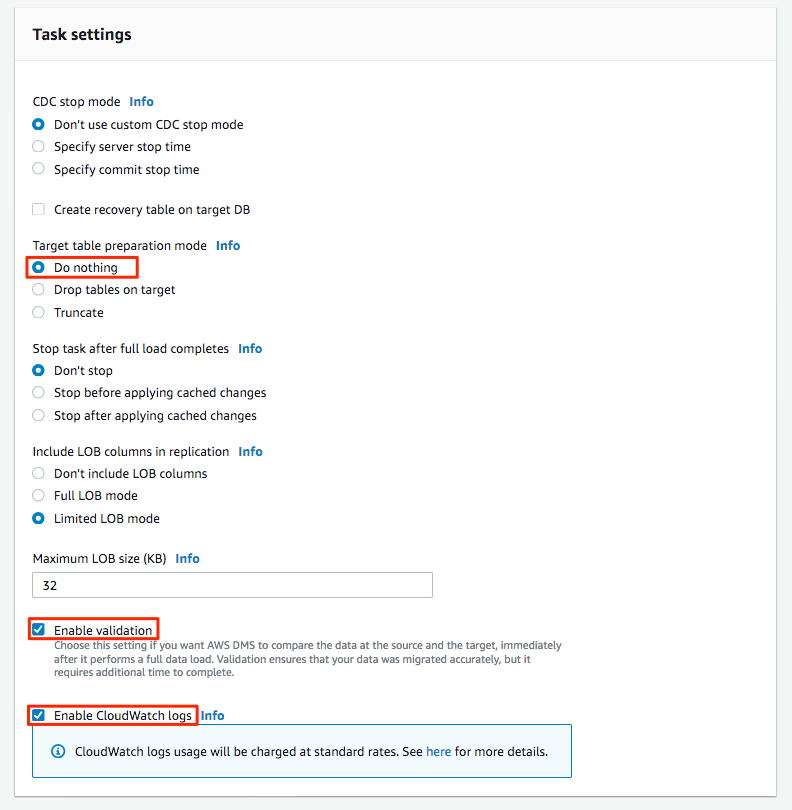 Task settings
CDC stop mode Info
Don't use custom CDC stop mode
Specify server stop time
Specify commit stop time
Create recovery table on target DB
Target table preparation mode Info
Do nothing
Drop tables on target
Truncate
Stop task after full load completes Info
Don't stop
Stop before applying cached changes
Stop after applying cached changes
Include LOB columns in replication Info
Don't include LOB columns
Full LOB mode
Limited LOB mode
Maximum LOB size (KB) Info
32
Enable validation
Choose this setting if you want AWS DMS to compare the data at the source and the target, immediately
after it performs a full data load. Validation ensures that your data was migrated accurately, but it
requires additional time to complete.
Enable CloudWatch logs Info
CloudWatch logs usage will be charged at standard rates. See here for more details.